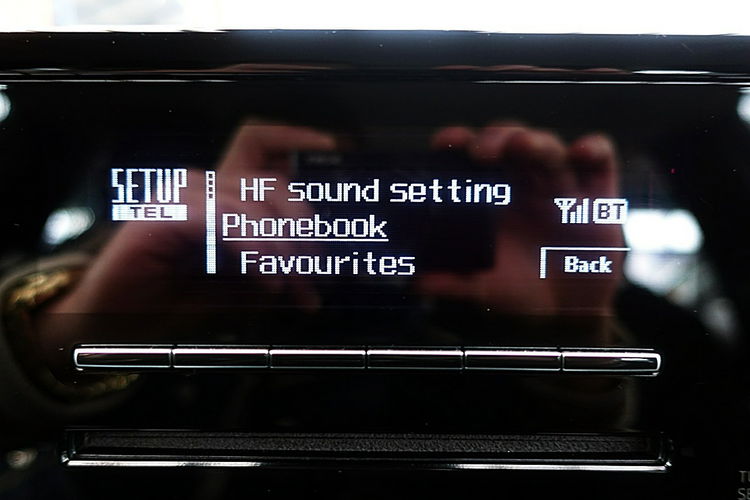 SETUP
TEL
HF sound setting
Phonebook
Favourites
BT
Back